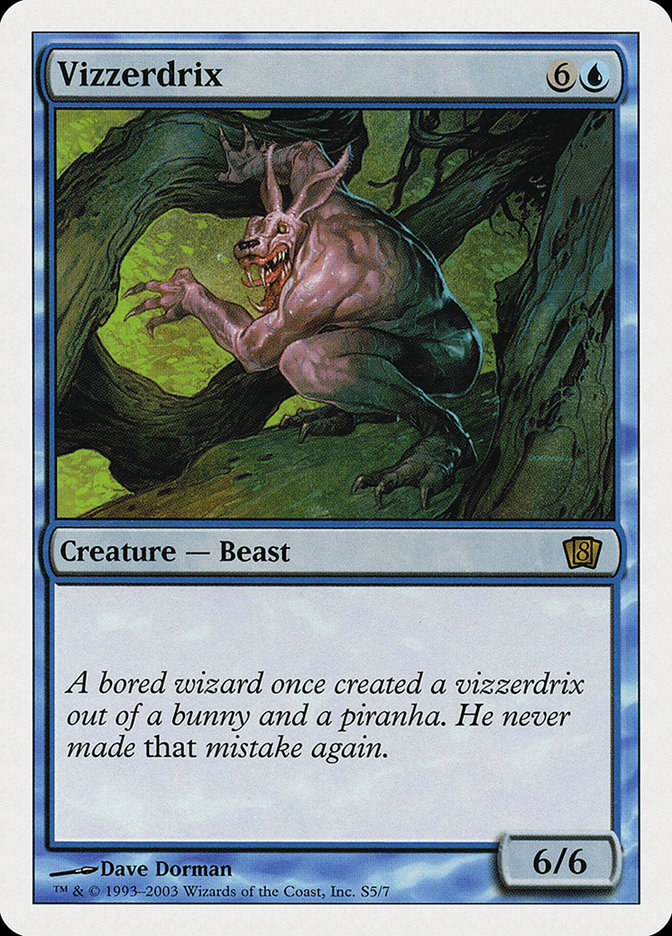 Vizzerdrix 6
Creature — Beast 8
A bored wizard once created a vizzerdrix
out of a bunny and a piranha. He never
made that mistake again.
6/6
Dave Dorman
™ & © 1993–2003 Wizards of the Coast, Inc. S5/7